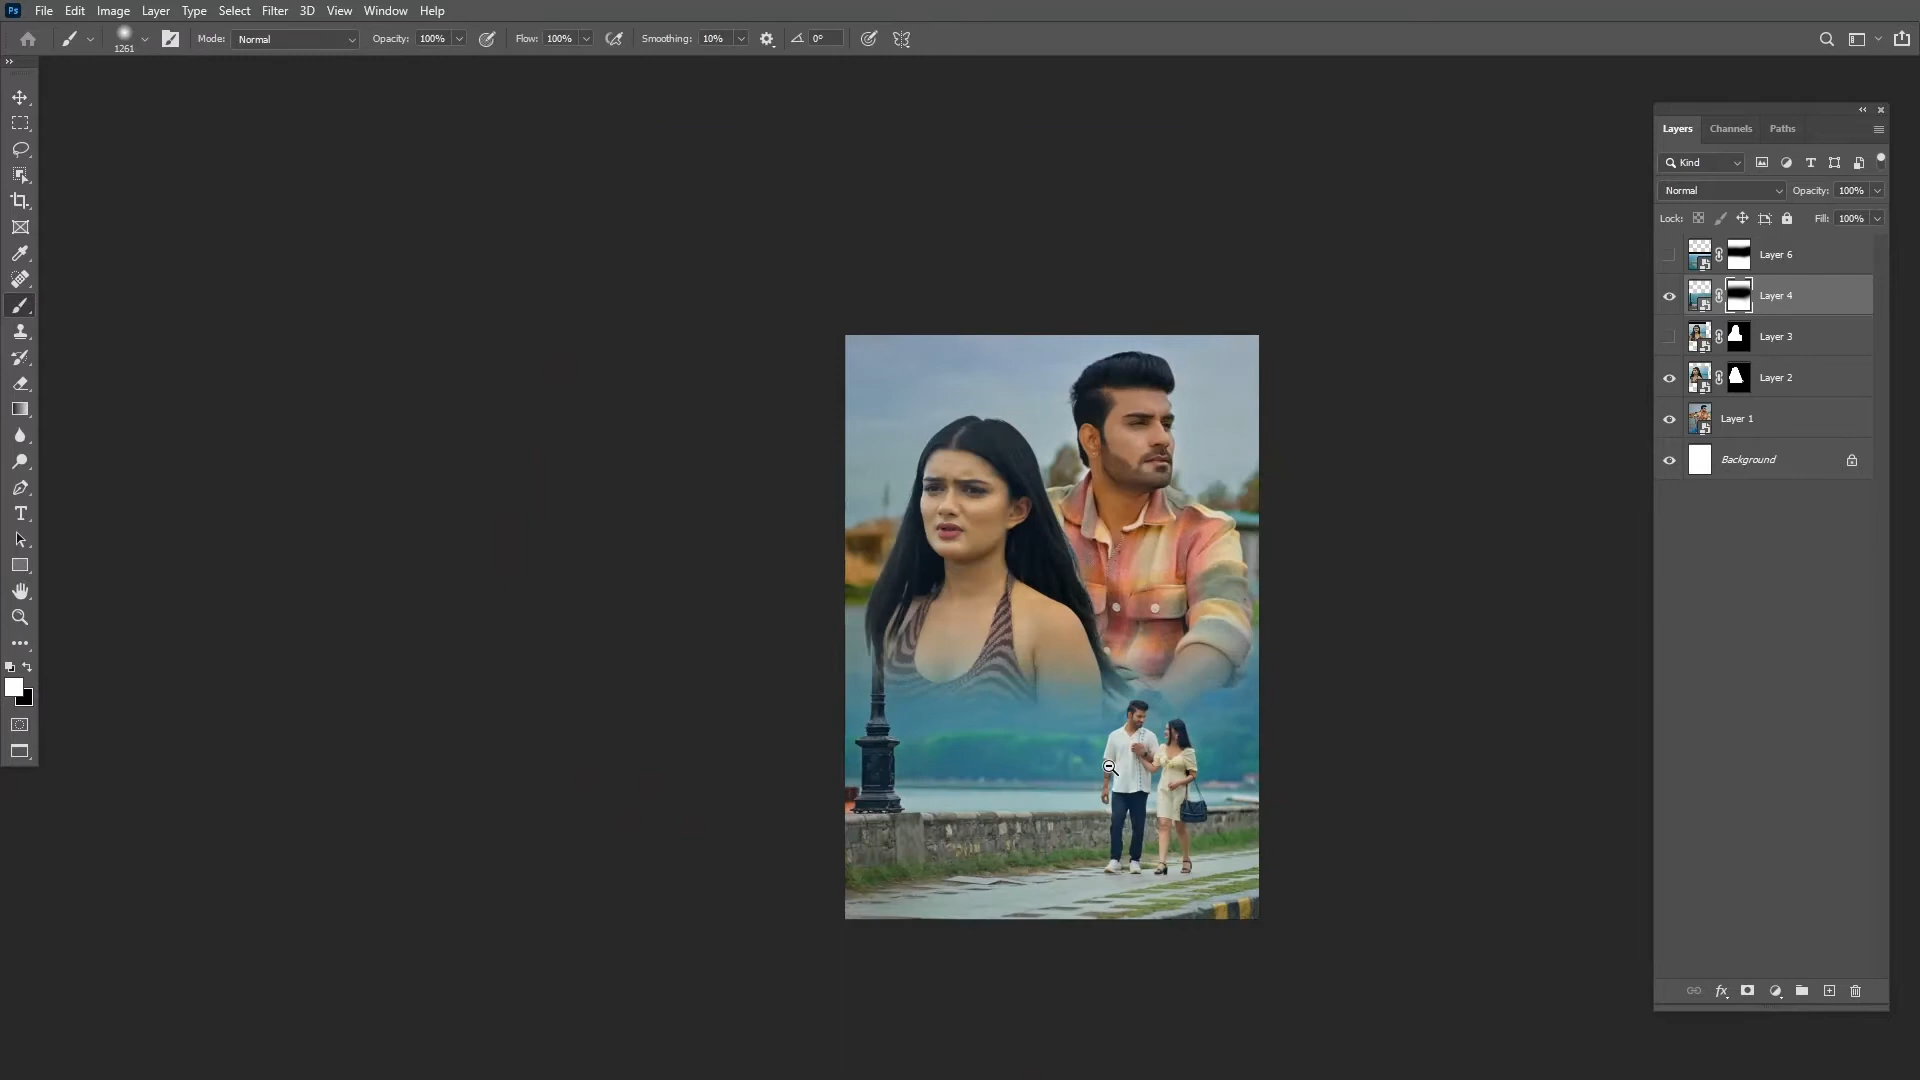 Ps File Edit Image Layer Type Select Filter 3D View Window Help
1261 Mode: Normal Opacity: 100% Flow: 100% Smoothing: 10% 0°
Layers Channels Paths
Kind
Normal Opacity: 100%
Lock: Fill: 100%
Layer 6
Layer 4
Layer 3
Layer 2
Layer 1
Background
fx